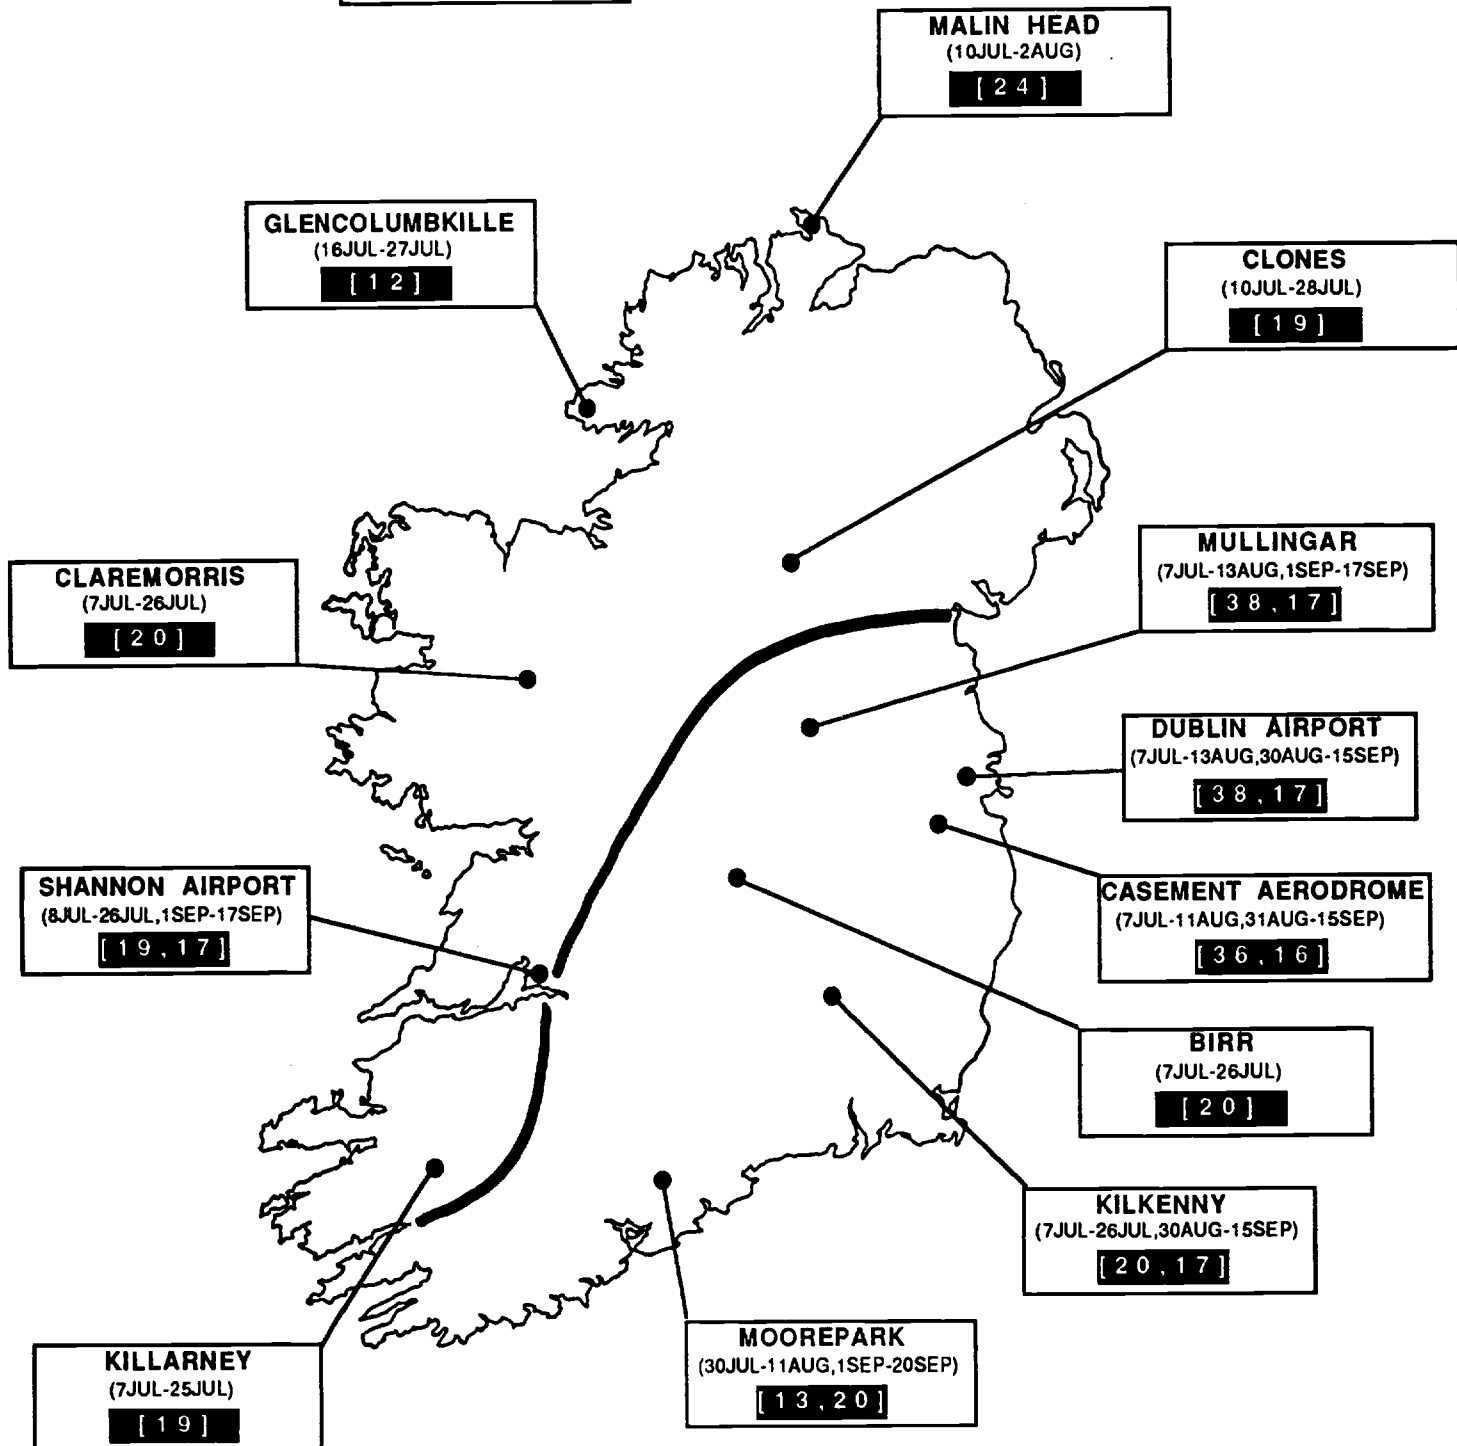 MALIN HEAD
(10JUL-2AUG)
[24]
GLENCOLUMBKILLE
(16JUL-27JUL)
[12]
CLONES
(10JUL-28JUL)
[19]
MULLINGAR
(7JUL-13AUG,1SEP-17SEP)
[38,17]
CLAREMORRIS
(7JUL-26JUL)
[20]
DUBLIN AIRPORT
(7JUL-13AUG,30AUG-15SEP)
[38,17]
SHANNON AIRPORT
(8JUL-26JUL,1SEP-17SEP)
[19,17]
CASEMENT AERODROME
(7JUL-11AUG,31AUG-15SEP)
[36,16]
BIRR
(7JUL-26JUL)
[20]
KILKENNY
(7JUL-26JUL,30AUG-15SEP)
[20,17]
MOOREPARK
(30JUL-11AUG,1SEP-20SEP)
[13,20]
KILLARNEY
(7JUL-25JUL)
[19]